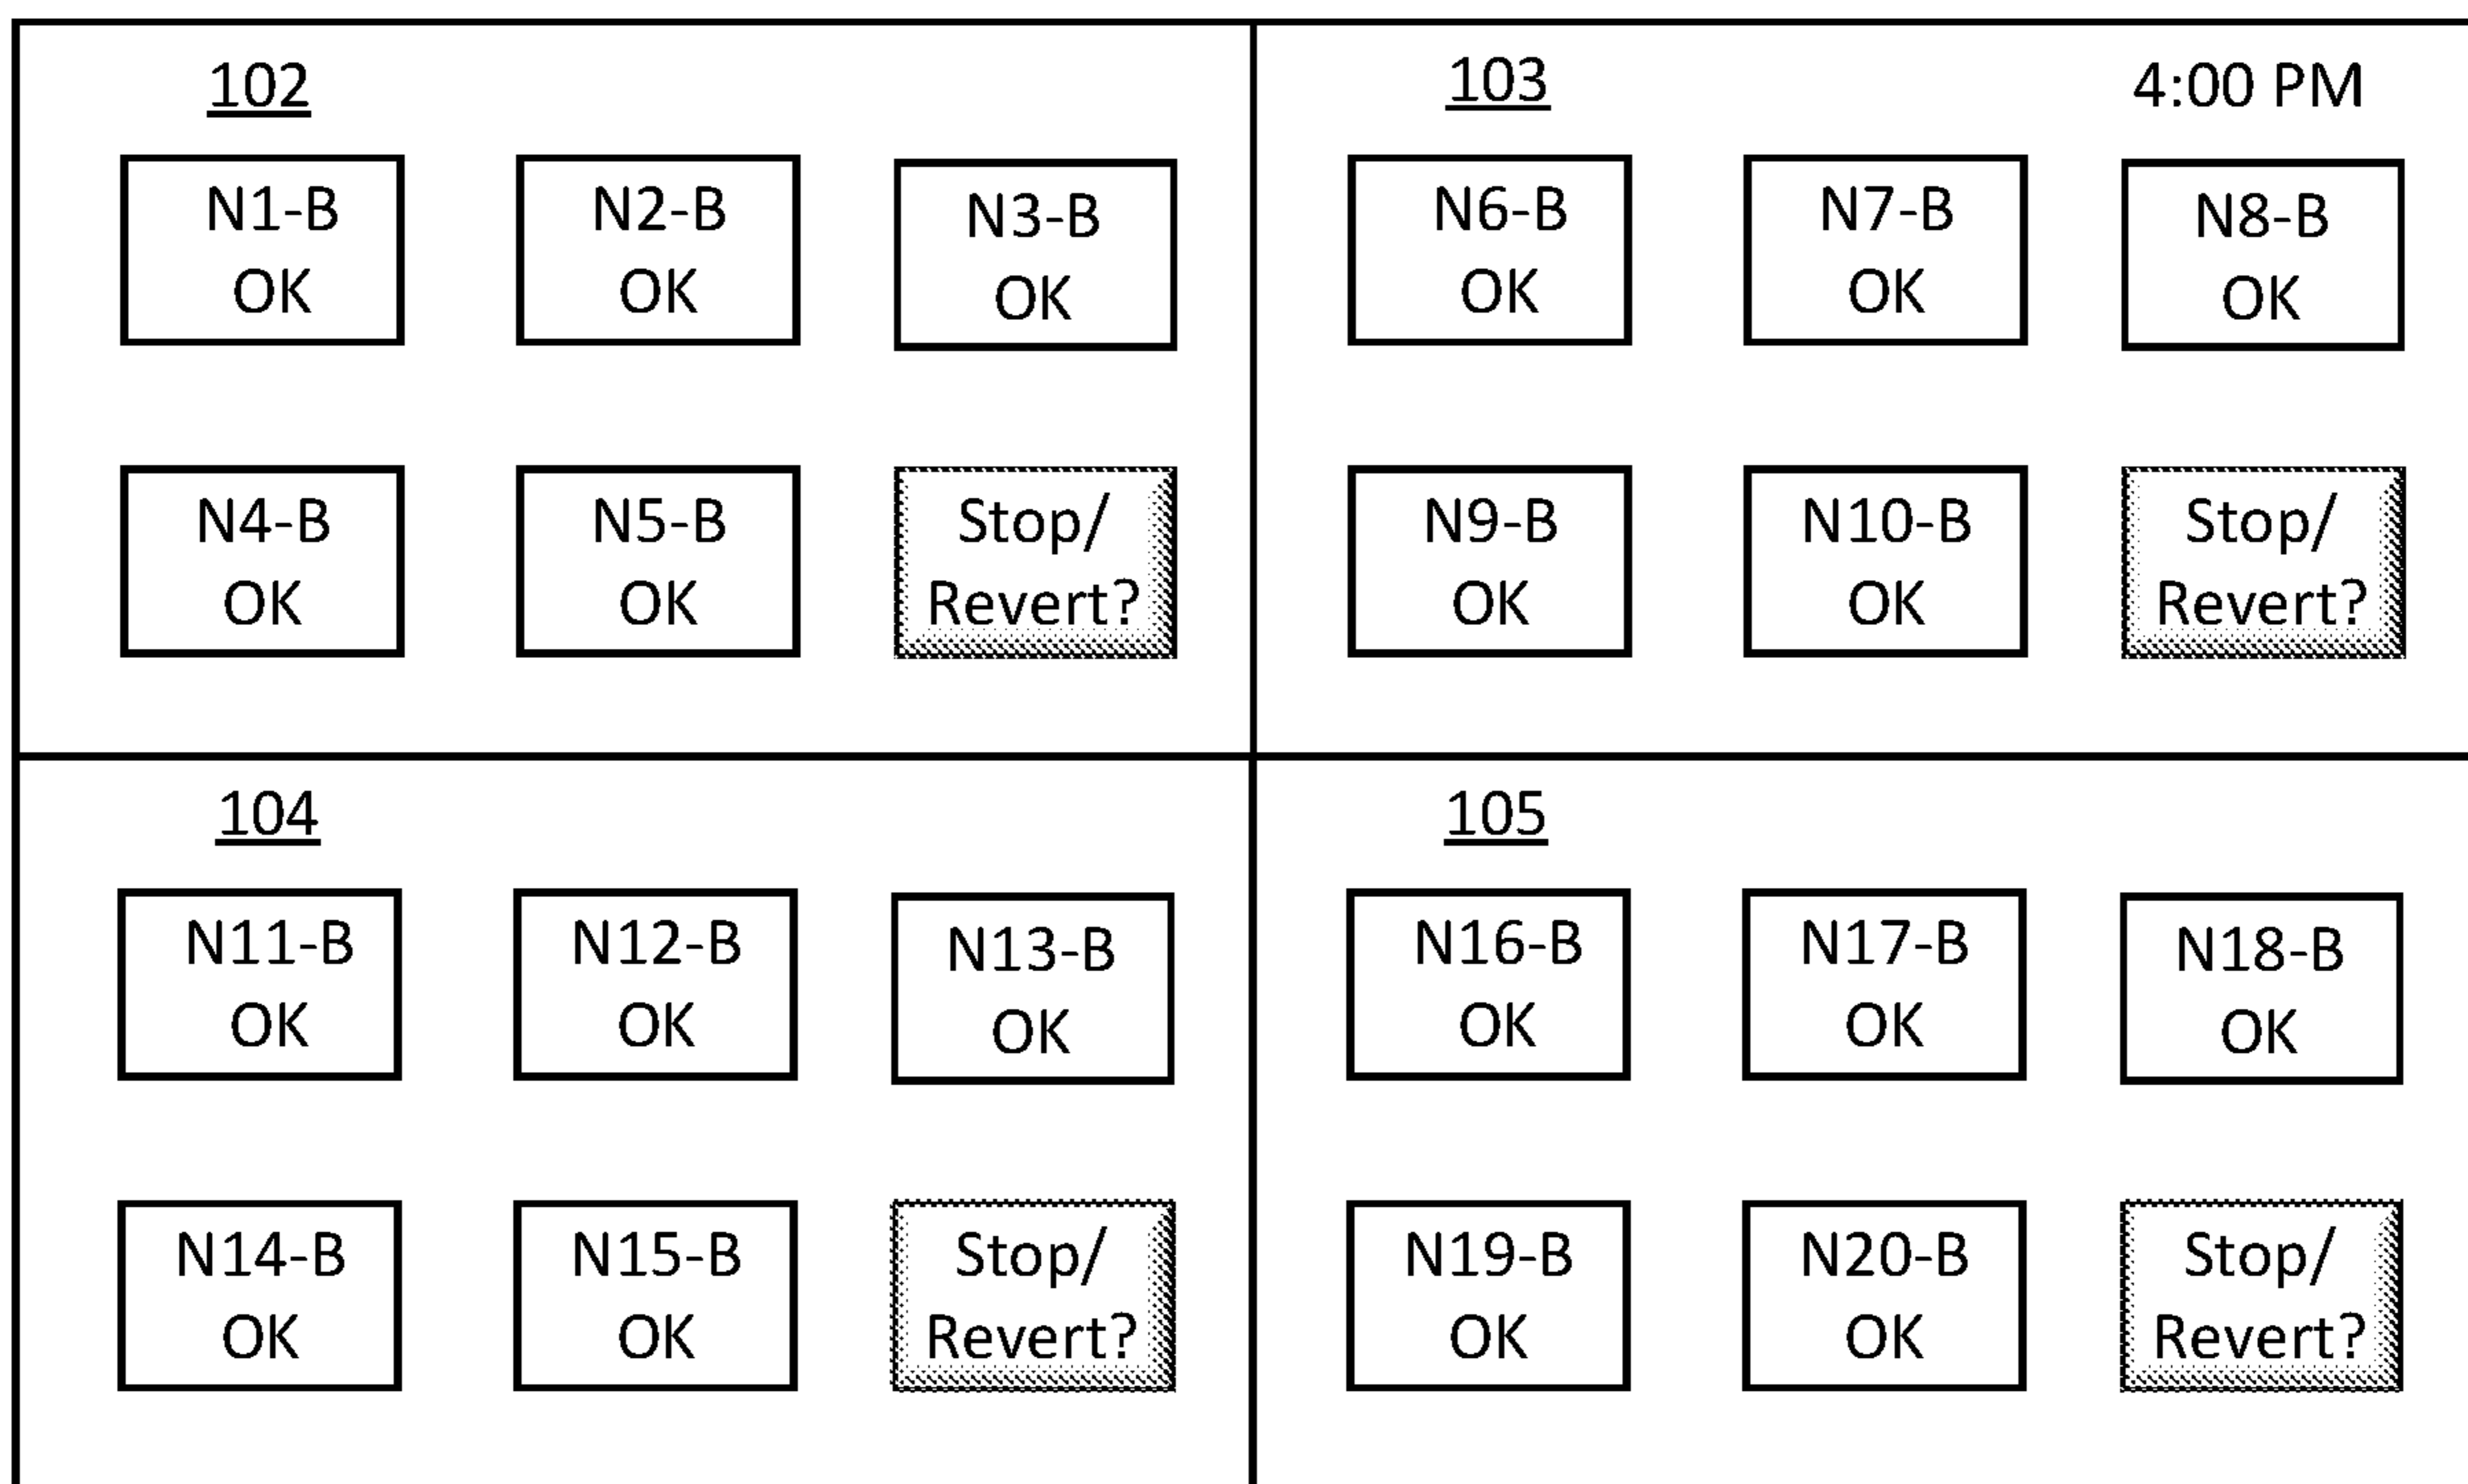 102
N1-B
OK
N2-B
OK
N3-B
OK
N4-B
OK
N5-B
OK
Stop/
Revert?
103
4:00 PM
N6-B
OK
N7-B
OK
N8-B
OK
N9-B
OK
N10-B
OK
Stop/
Revert?
104
N11-B
OK
N12-B
OK
N13-B
OK
N14-B
OK
N15-B
OK
Stop/
Revert?
105
N16-B
OK
N17-B
OK
N18-B
OK
N19-B
OK
N20-B
OK
Stop/
Revert?